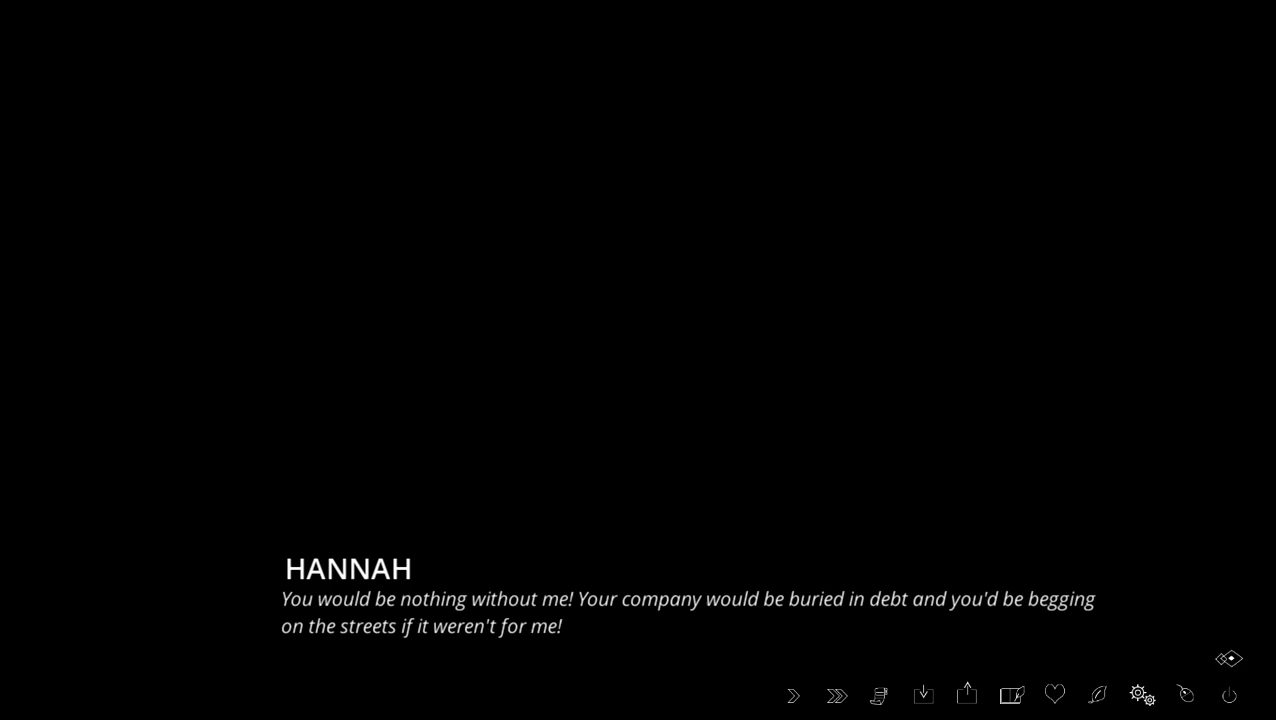 HANNAH
You would be nothing without me! Your company would be buried in debt and you'd be begging
on the streets if it weren't for me!